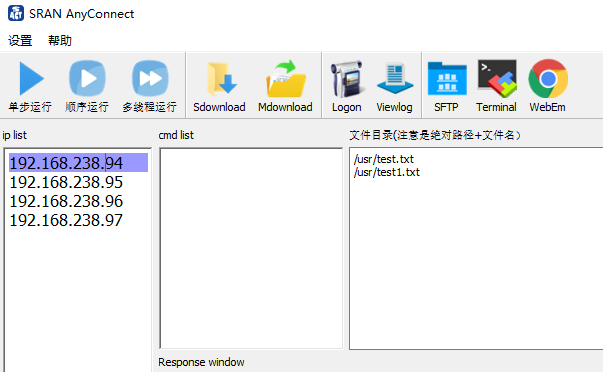 SRAN AnyConnect
设置 帮助
单步运行 顺序运行 多线程运行 Sdownload Mdownload Logon Viewlog SFTP Terminal WebEm
ip list cmd list 文件目录(注意是绝对路径+文件名)
192.168.238.94
192.168.238.95
192.168.238.96
192.168.238.97
/usr/test.txt
/usr/test1.txt
Response window